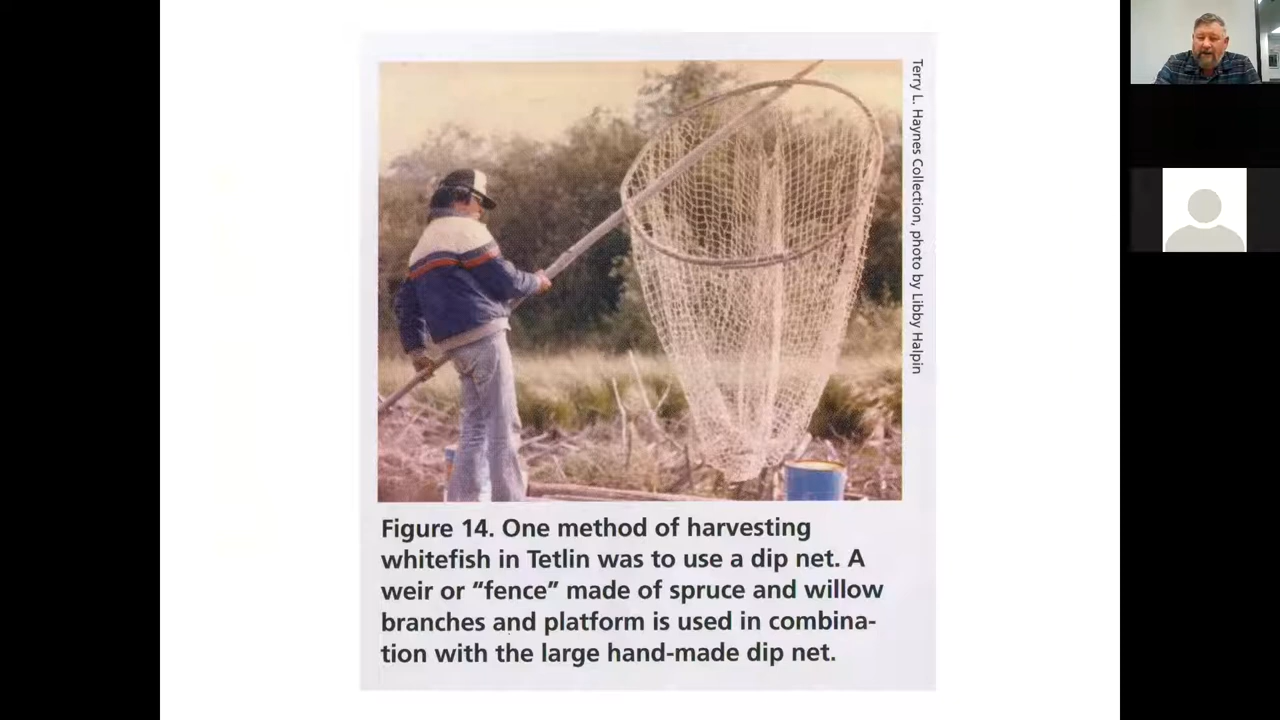 Terry L. Haynes Collection, photo by Libby Halpin
Figure 14. One method of harvesting
whitefish in Tetlin was to use a dip net. A
weir or “fence” made of spruce and willow
branches and platform is used in combina-
tion with the large hand-made dip net.